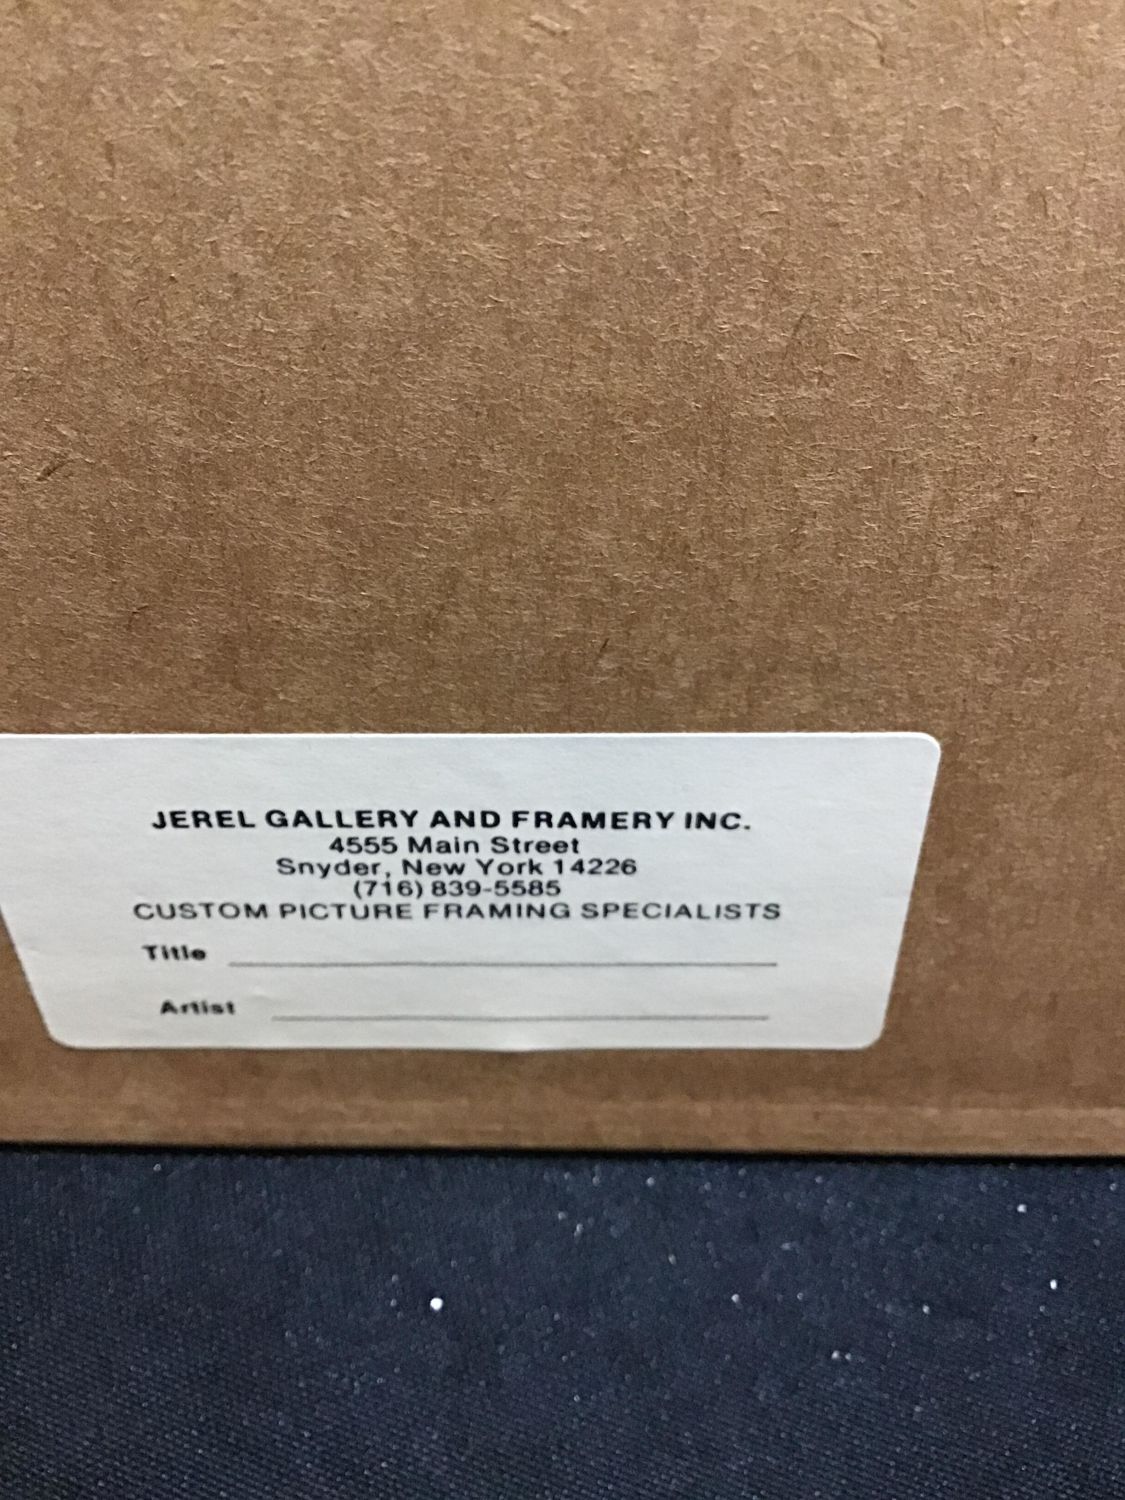 JEREL GALLERY AND FRAMERY INC.
4555 Main Street
Snyder, New York 14226
(716) 839-5585
CUSTOM PICTURE FRAMING SPECIALISTS
Title
Artist